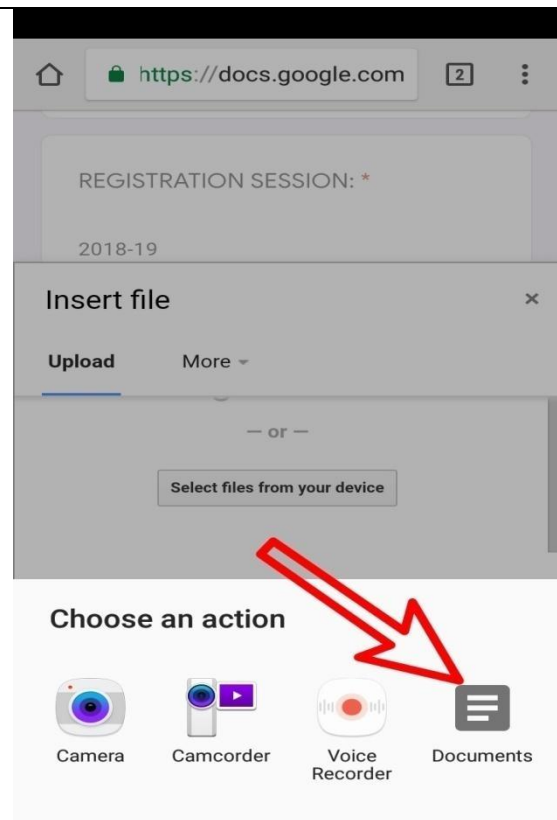 https://docs.google.com
2
REGISTRATION SESSION: *
2018-19
Insert file
×
Upload More
— or —
Select files from your device
Choose an action
Camera Camcorder Voice Recorder Documents